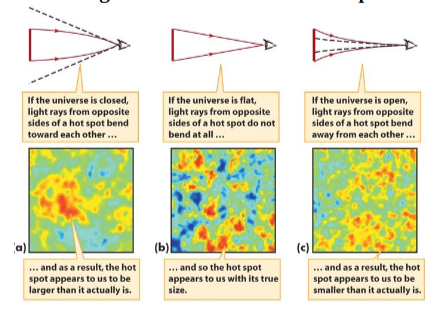 If the universe is closed,
light rays from opposite
sides of a hot spot bend
toward each other ...
If the universe is flat,
light rays from opposite
sides of a hot spot do not
bend at all ...
If the universe is open,
light rays from opposite
sides of a hot spot bend
away from each other ...
(a)
(b)
(c)
... and as a result, the hot
spot appears to us to be
larger than it actually is.
... and so the hot spot
appears to us with its true
size.
... and as a result, the hot
spot appears to us to be
smaller than it actually is.